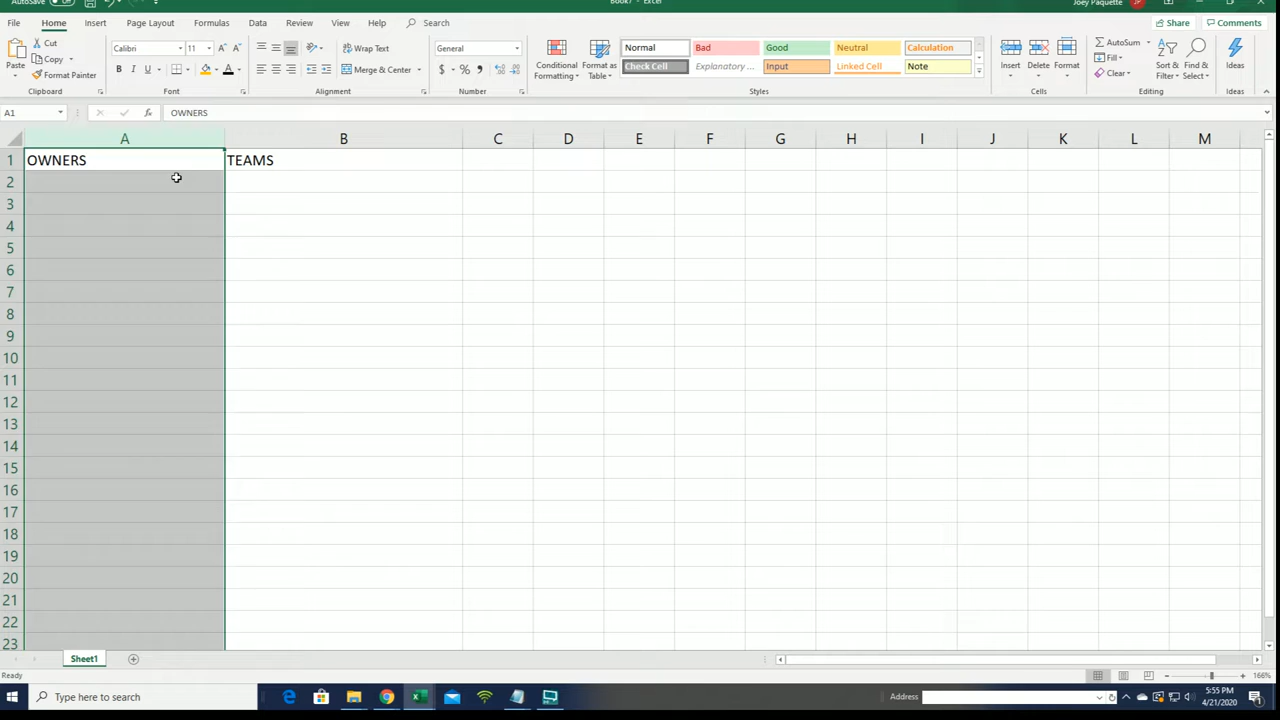 AutoSave Off Book7 - Excel Joey Paquette JP
File Home Insert Page Layout Formulas Data Review View Help Search Share Comments
Paste Cut Copy Format Painter Clipboard
Calibri 11 A A B I U A Font
Wrap Text Merge & Center Alignment
General $ % , Number
Conditional Formatting Format as Table
Normal Bad Good Neutral Calculation
Check Cell Explanatory ... Input Linked Cell Note
Styles
Insert Delete Format Cells
AutoSum Fill Clear Sort & Filter Find & Select Editing
Ideas Ideas
A1 fx OWNERS
A B C D E F G H I J K L M
1 OWNERS TEAMS
2
3
4
5
6
7
8
9
10
11
12
13
14
15
16
17
18
19
20
21
22
23
Sheet1
Ready 166%
Type here to search Address 5:55 PM
4/21/2020 1